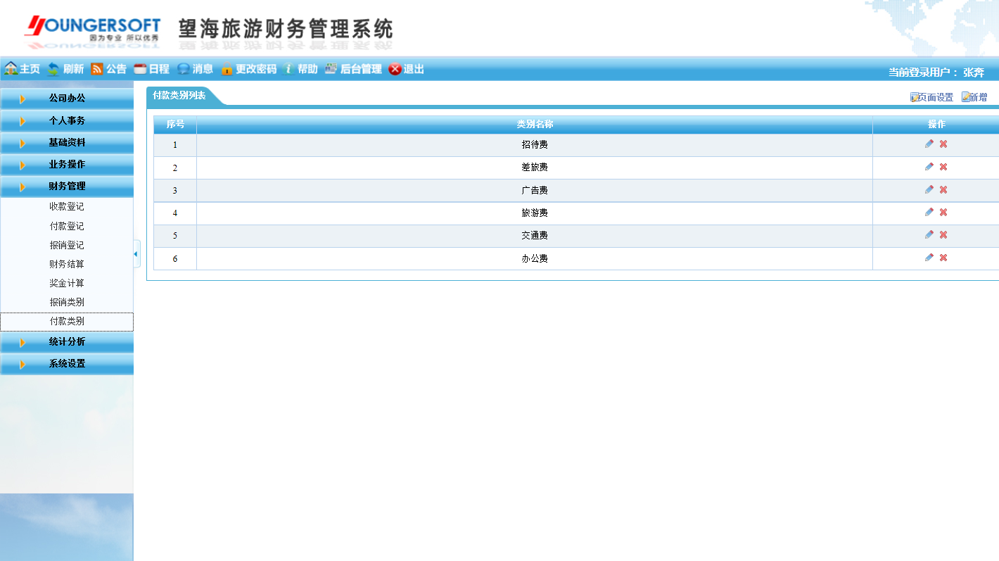 YOUNGERSOFT
因为专业 所以优秀
望海旅游财务管理系统
主页 刷新 公告 日程 消息 更改密码 帮助 后台管理 退出
当前登录用户： 张奔
公司办公
个人事务
基础资料
业务操作
财务管理
收款登记
付款登记
报销登记
财务结算
奖金计算
报销类别
付款类别
统计分析
系统设置
付款类别列表
页面设置 新增
序号 类别名称 操作
1 招待费
2 差旅费
3 广告费
4 旅游费
5 交通费
6 办公费